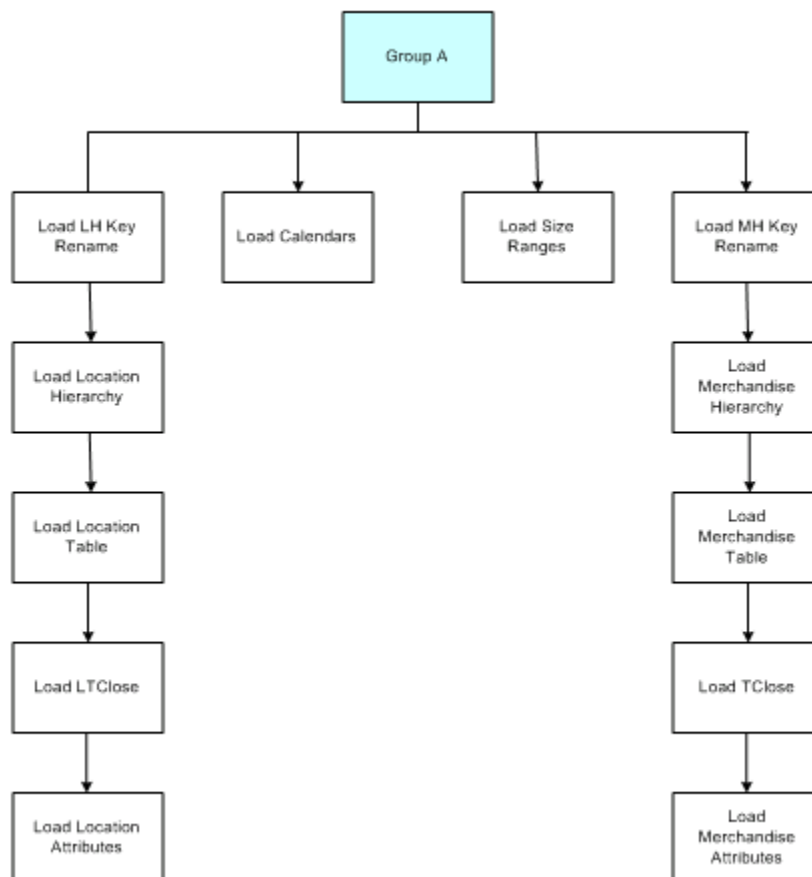 Group A
Load LH Key
Rename
Load Calendars
Load Size
Ranges
Load MH Key
Rename
Load Location
Hierarchy
Load
Merchandise
Hierarchy
Load Location
Table
Load
Merchandise
Table
Load LTClose
Load TClose
Load Location
Attributes
Load
Merchandise
Attributes